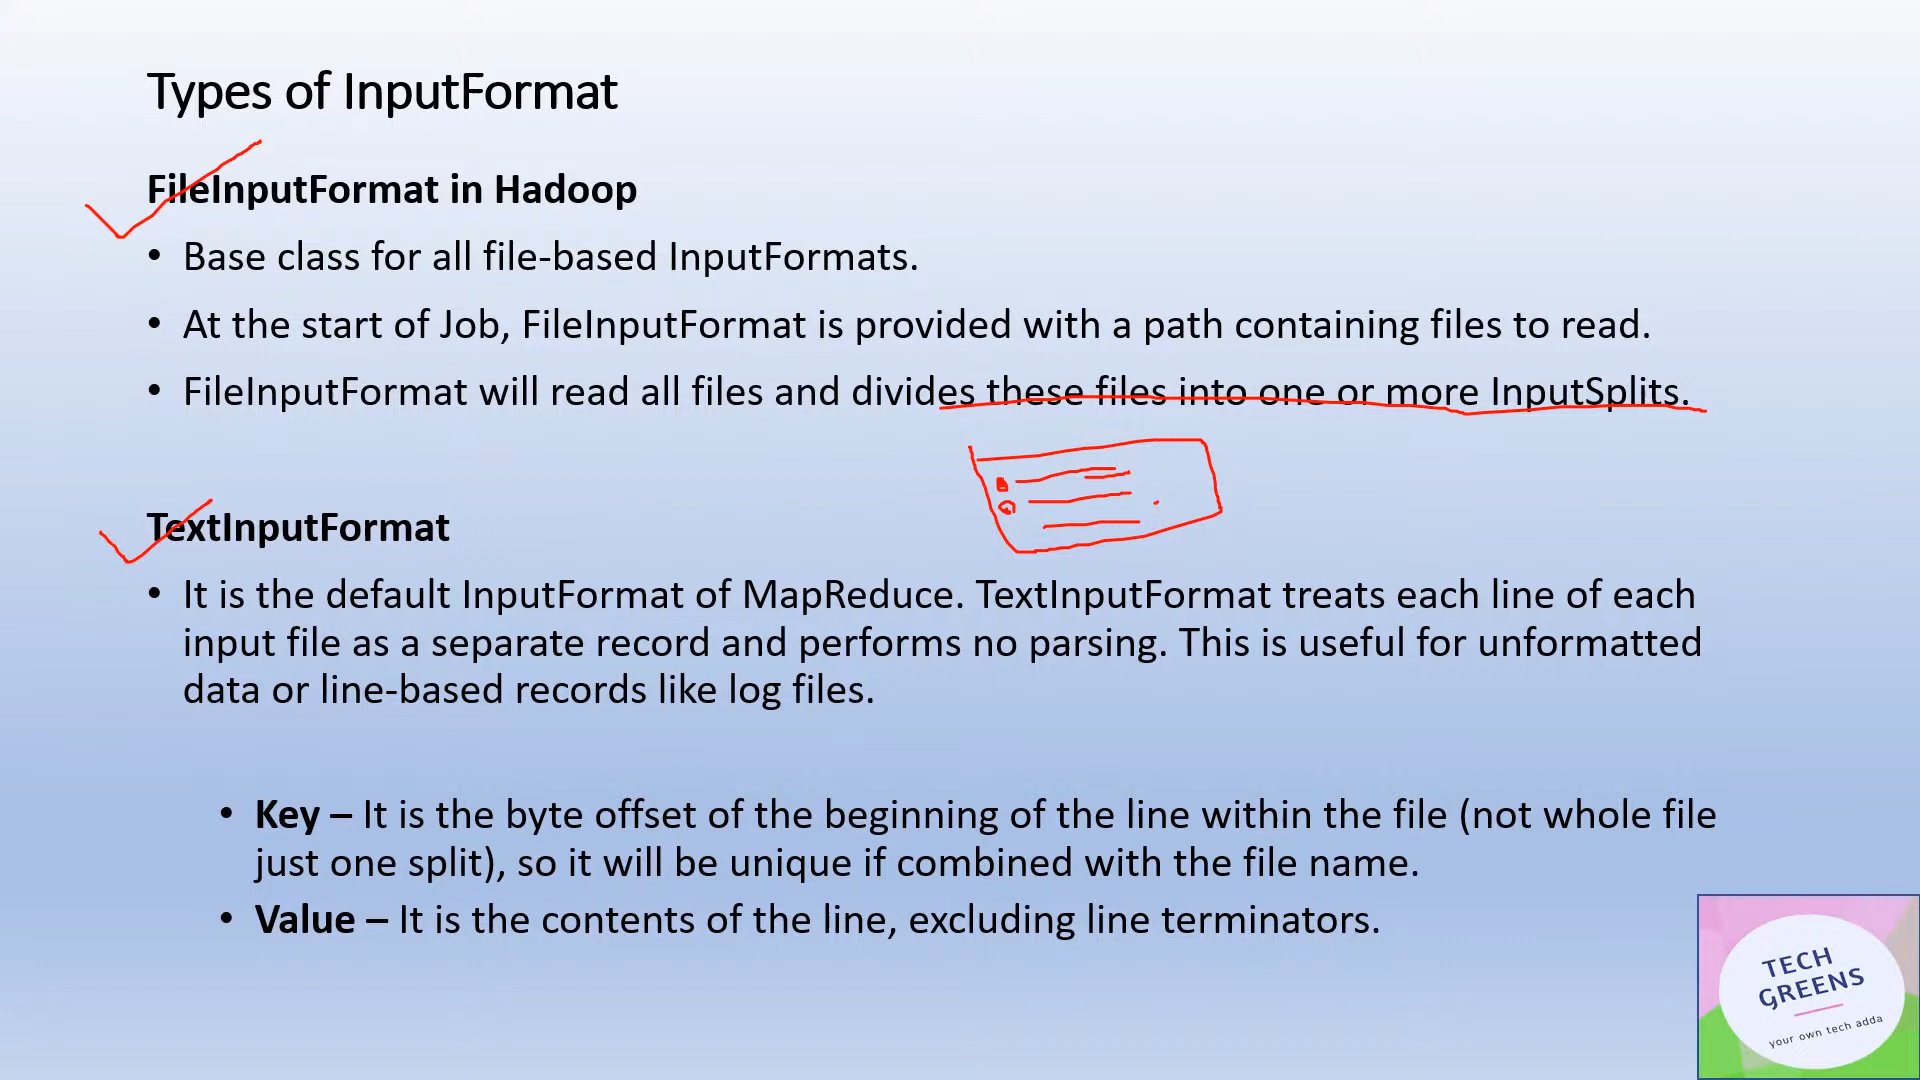 Types of InputFormat
FileInputFormat in Hadoop
• Base class for all file-based InputFormats.
• At the start of Job, FileInputFormat is provided with a path containing files to read.
• FileInputFormat will read all files and divides these files into one or more InputSplits.
TextInputFormat
• It is the default InputFormat of MapReduce. TextInputFormat treats each line of each
input file as a separate record and performs no parsing. This is useful for unformatted
data or line-based records like log files.
• Key – It is the byte offset of the beginning of the line within the file (not whole file
just one split), so it will be unique if combined with the file name.
• Value – It is the contents of the line, excluding line terminators.
TECH
GREENS
your own tech adda